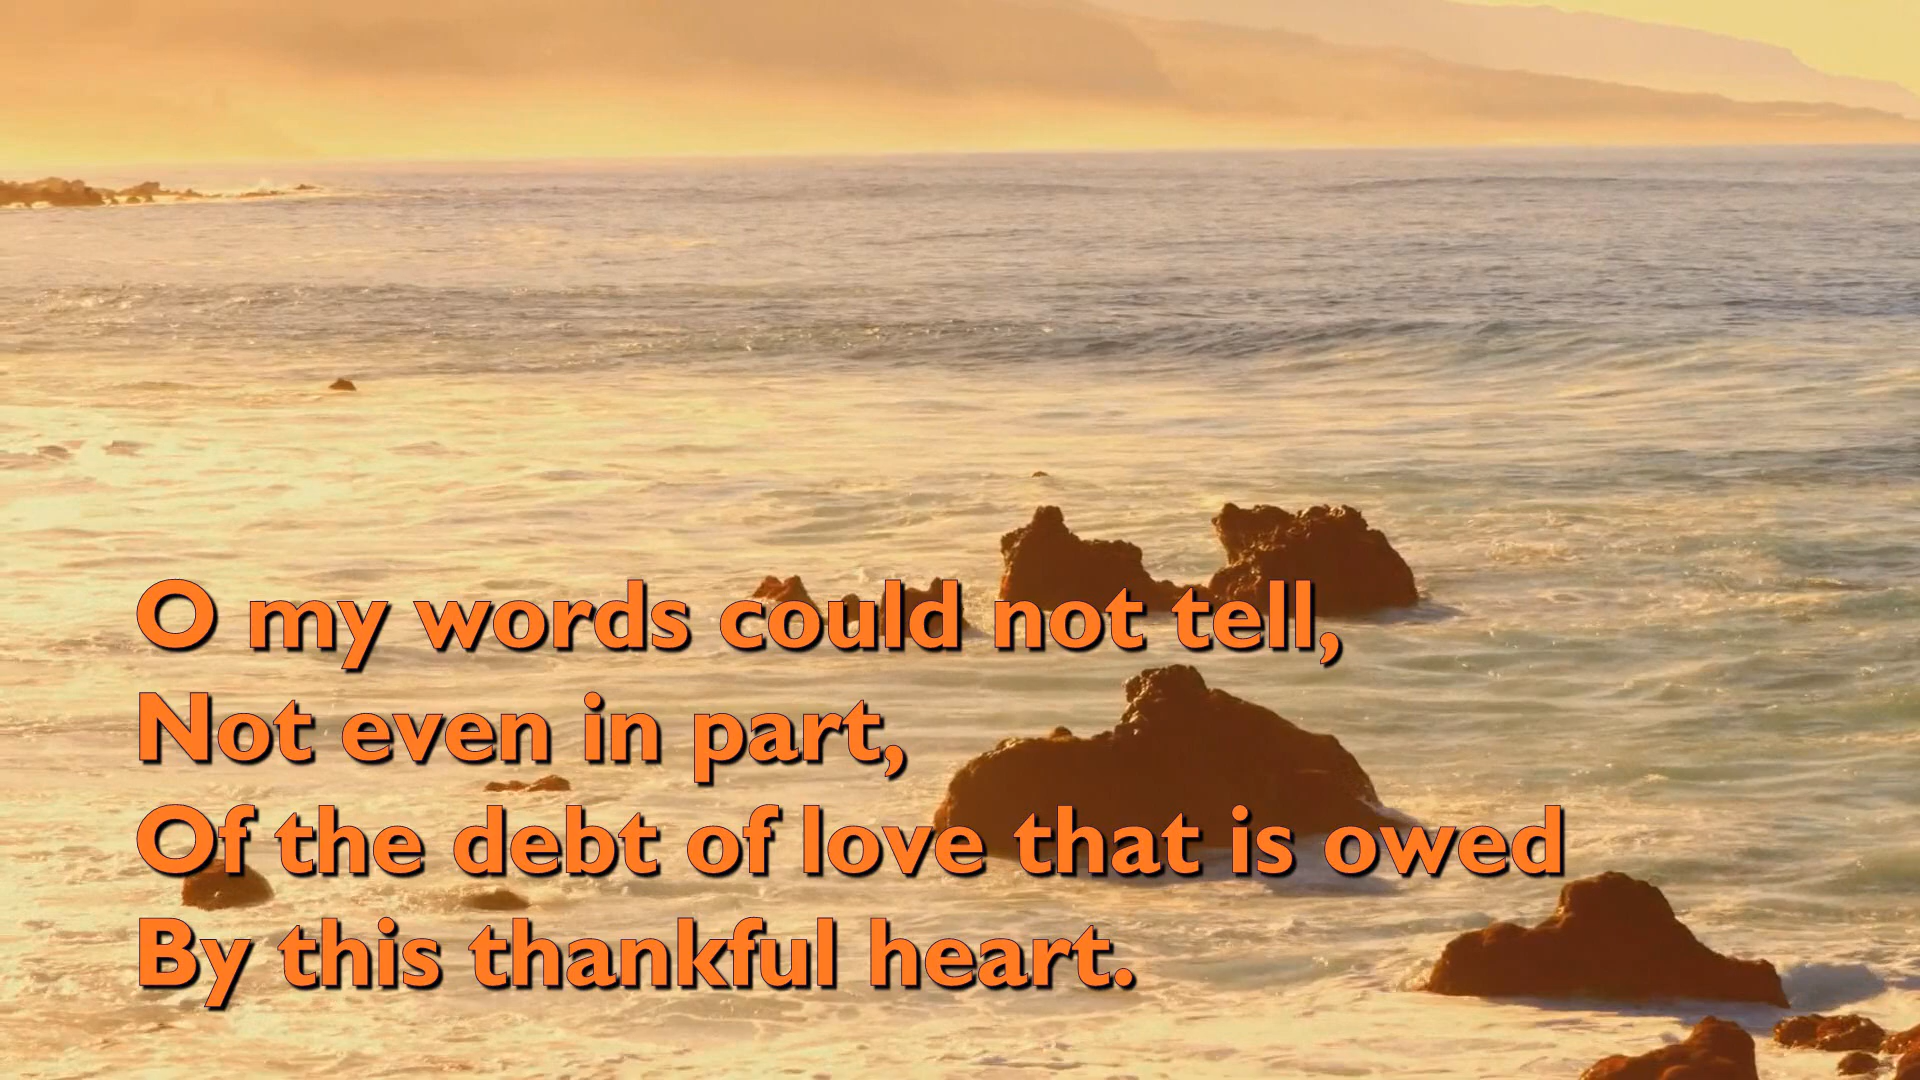 O my words could not tell,
Not even in part,
Of the debt of love that is owed
By this thankful heart.